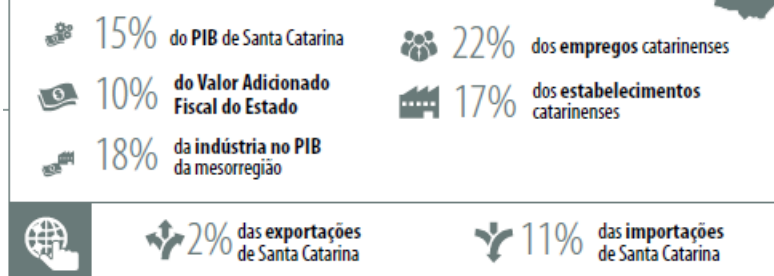 15% do PIB de Santa Catarina
10% do Valor Adicionado
Fiscal do Estado
18% da indústria no PIB
da mesorregião
22% dos empregos catarinenses
17% dos estabelecimentos
catarinenses
2% das exportações
de Santa Catarina
11% das importações
de Santa Catarina